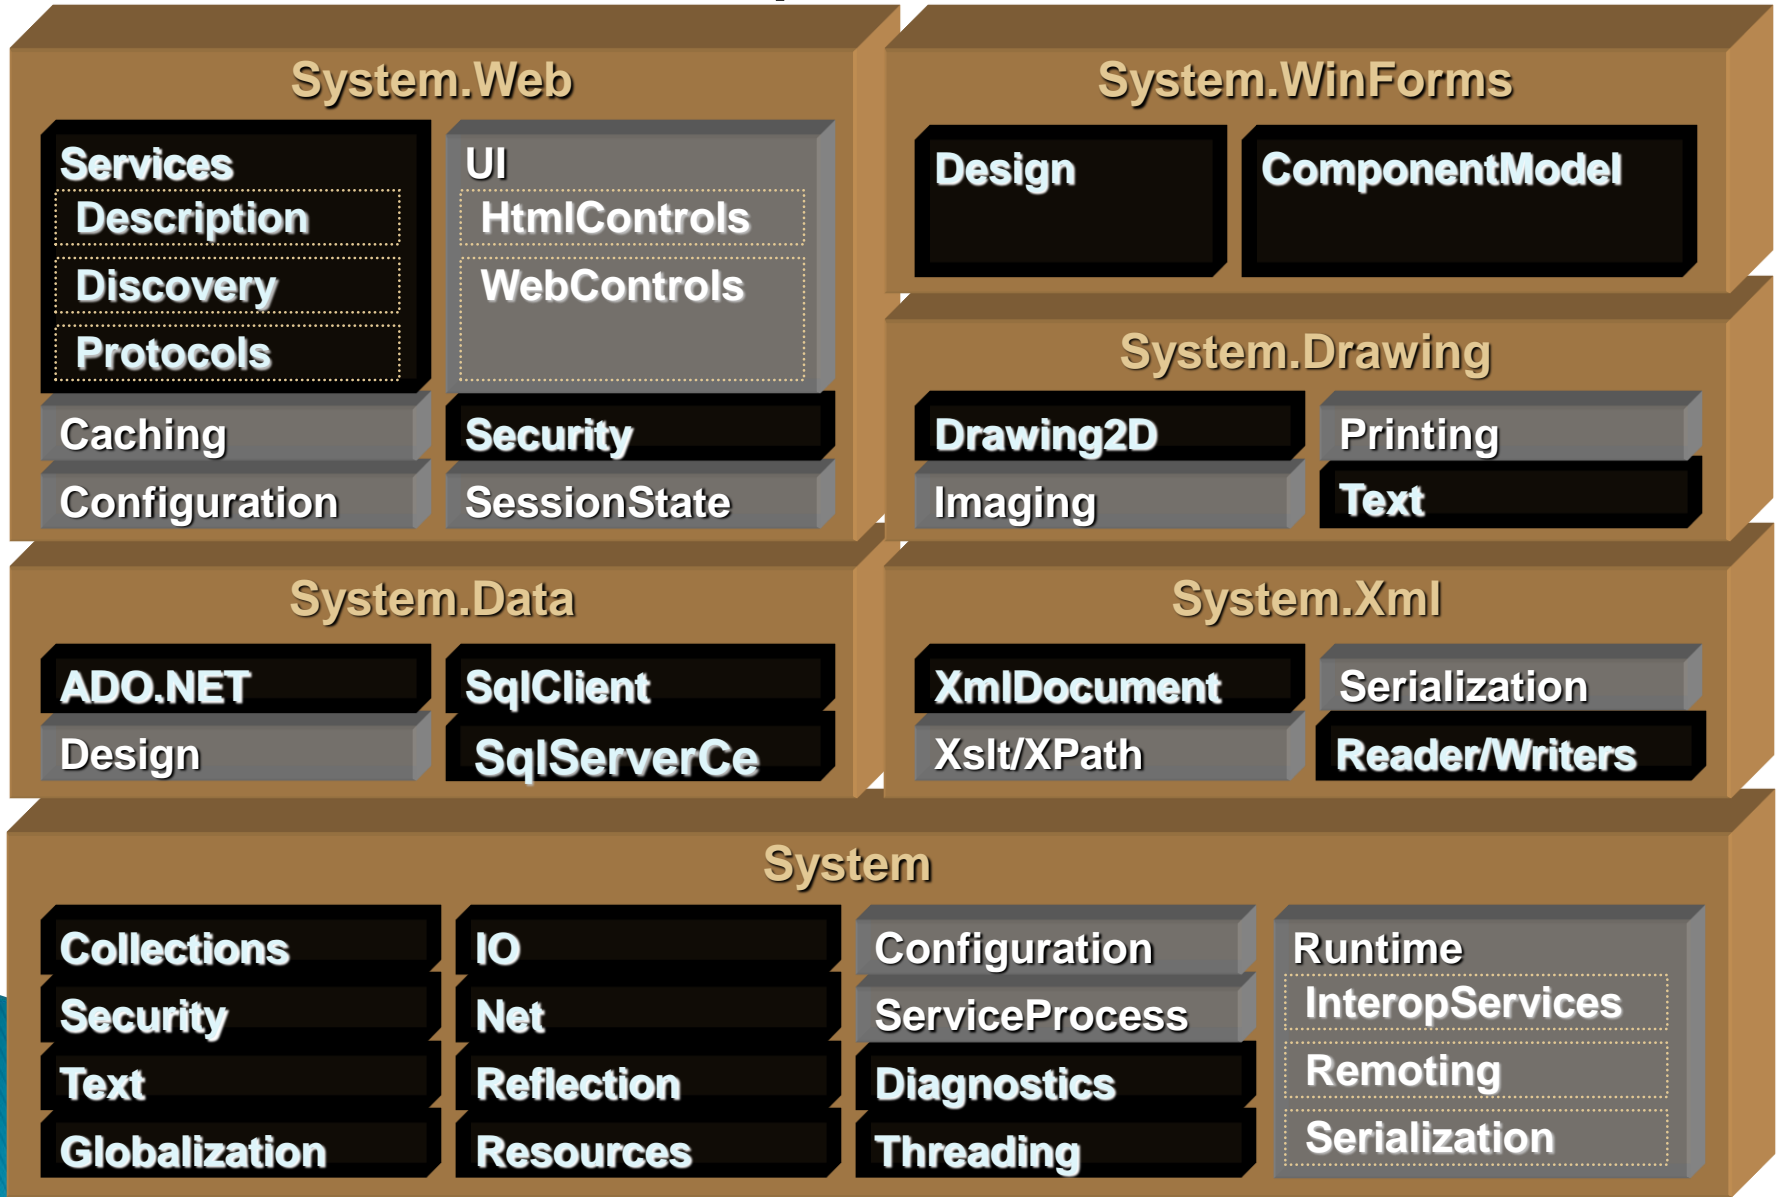 System.Web
Services
Description
Discovery
Protocols
UI
HtmlControls
WebControls
Caching
Security
Configuration
SessionState
System.WinForms
Design
ComponentModel
System.Drawing
Drawing2D
Printing
Imaging
Text
System.Data
ADO.NET
SqlClient
Design
SqlServerCe
System.Xml
XmlDocument
Serialization
Xslt/XPath
Reader/Writers
System
Collections
Security
Text
Globalization
IO
Net
Reflection
Resources
Configuration
ServiceProcess
Diagnostics
Threading
Runtime
InteropServices
Remoting
Serialization